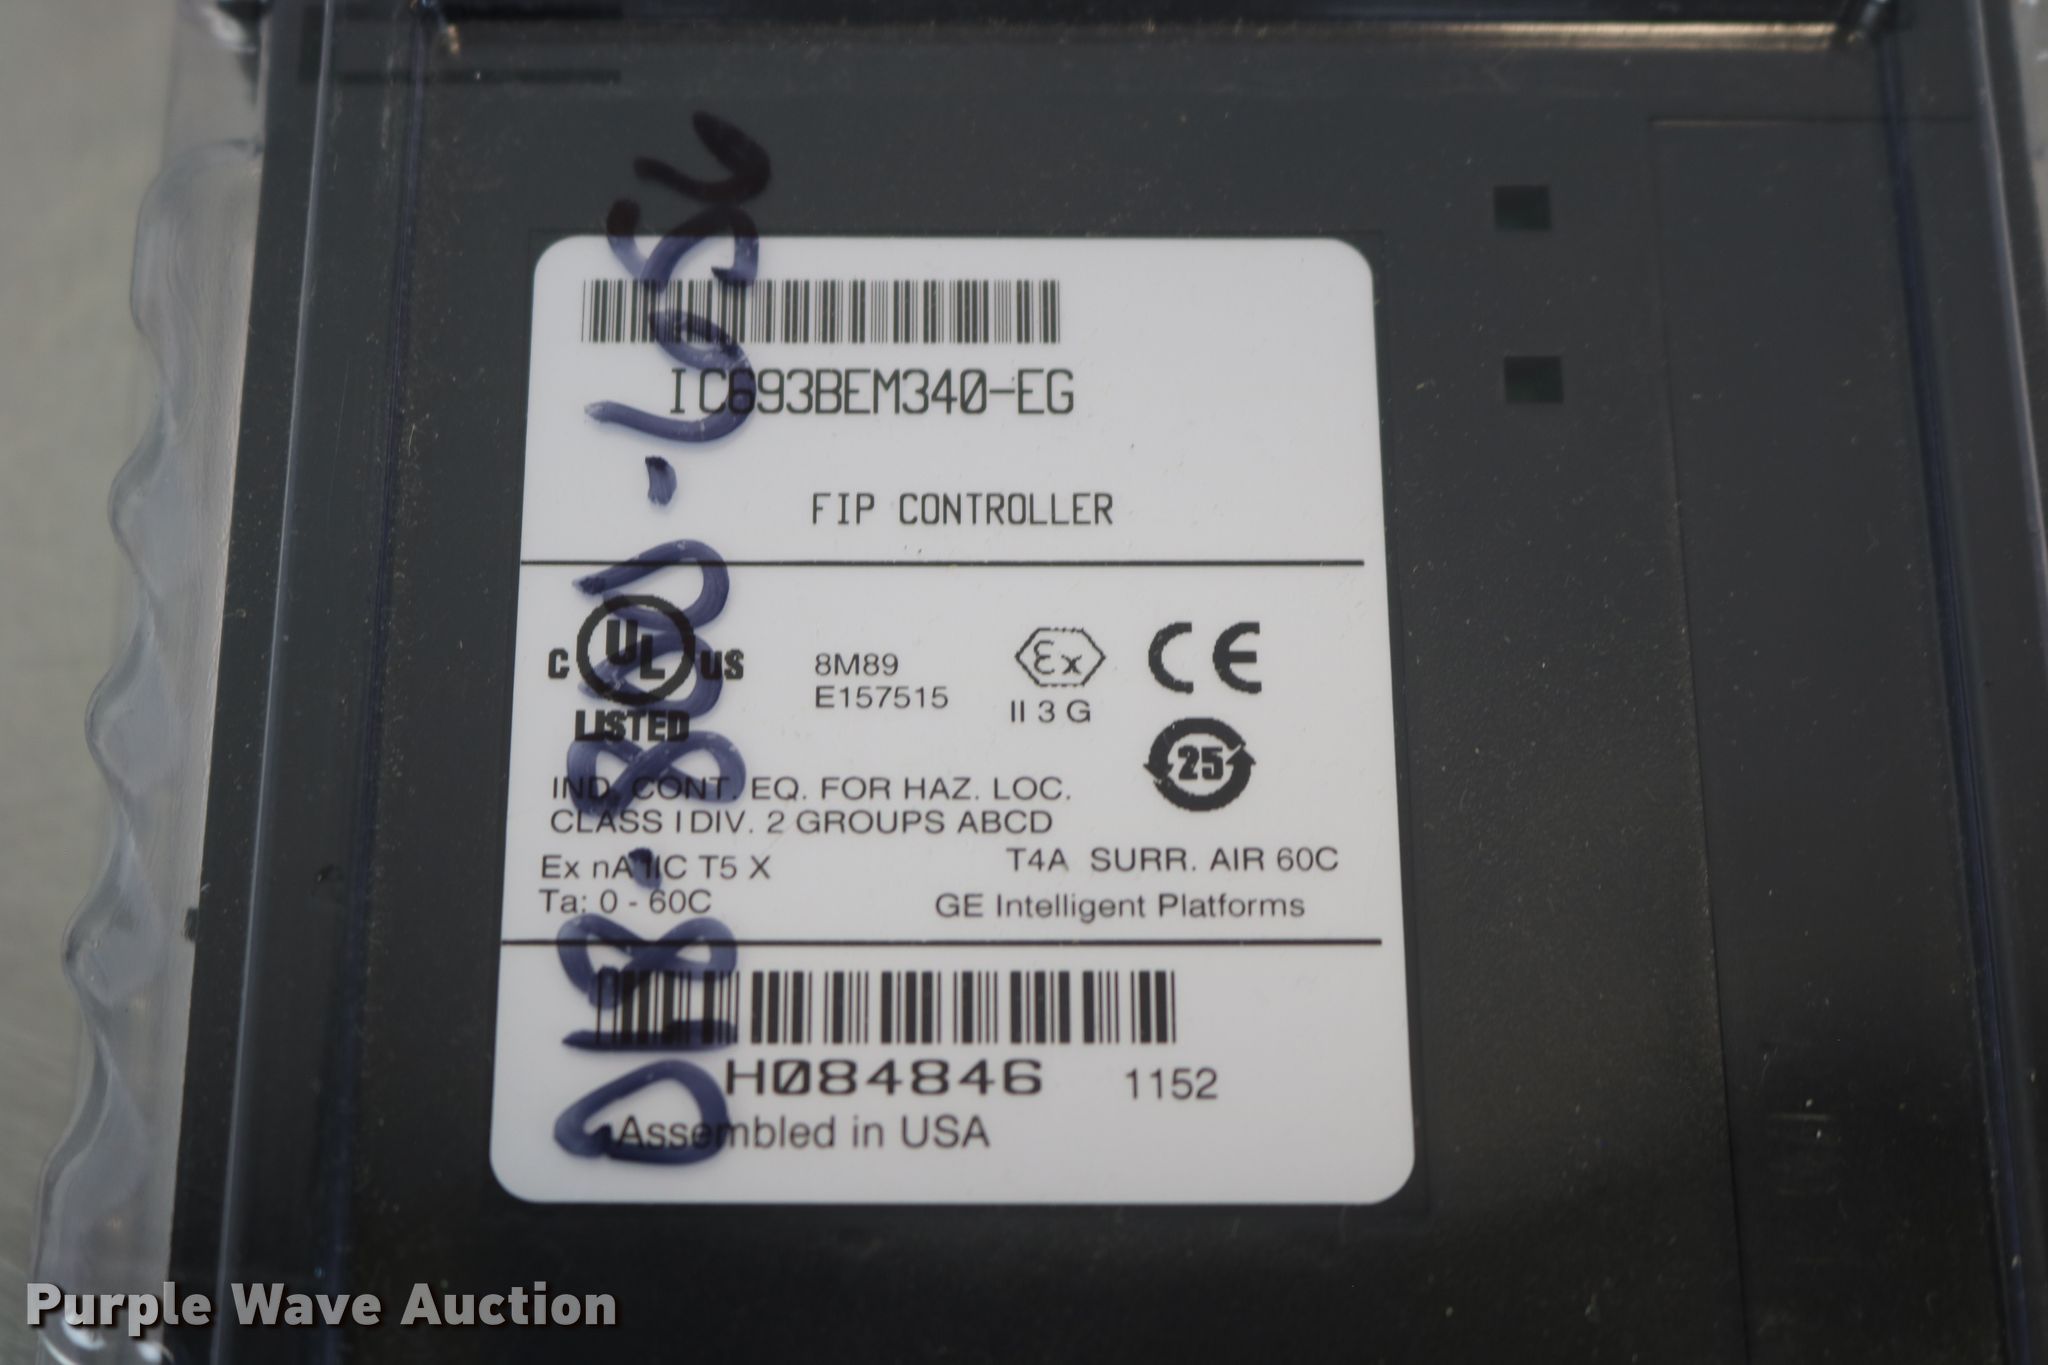 IC693BEM340-EG
FIP CONTROLLER
C UL US
LISTED
8M89
E157515
Ex
II 3 G
CE
25
IND. CONT. EQ. FOR HAZ. LOC.
CLASS I DIV. 2 GROUPS ABCD
Ex nA IIC T5 X
Ta: 0 - 60C
T4A SURR. AIR 60C
GE Intelligent Platforms
H084846 1152
Assembled in USA
Purple Wave Auction